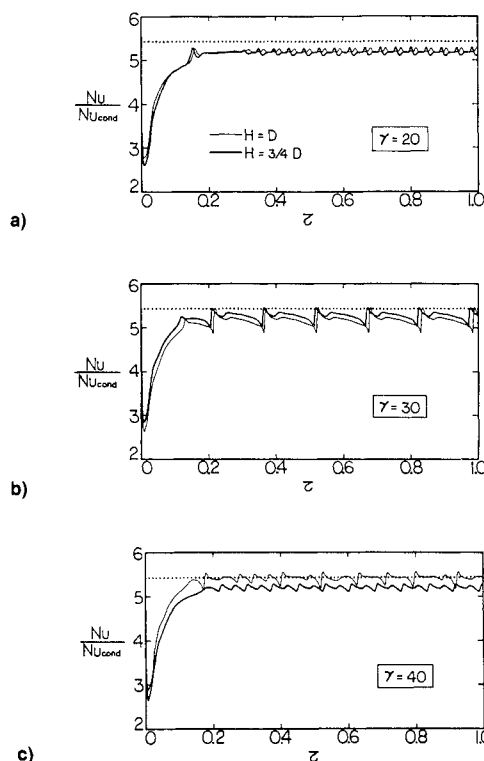 6
5
4
3
2
Nu
Nucond
H = D
H = 3/4 D
γ = 20
0 0.2 0.4 0.6 0.8 1.0
τ
a)
6
5
4
3
2
Nu
Nucond
γ = 30
0 0.2 0.4 0.6 0.8 1.0
τ
b)
6
5
4
3
2
Nu
Nucond
γ = 40
0 0.2 0.4 0.6 0.8 1.0
τ
c)